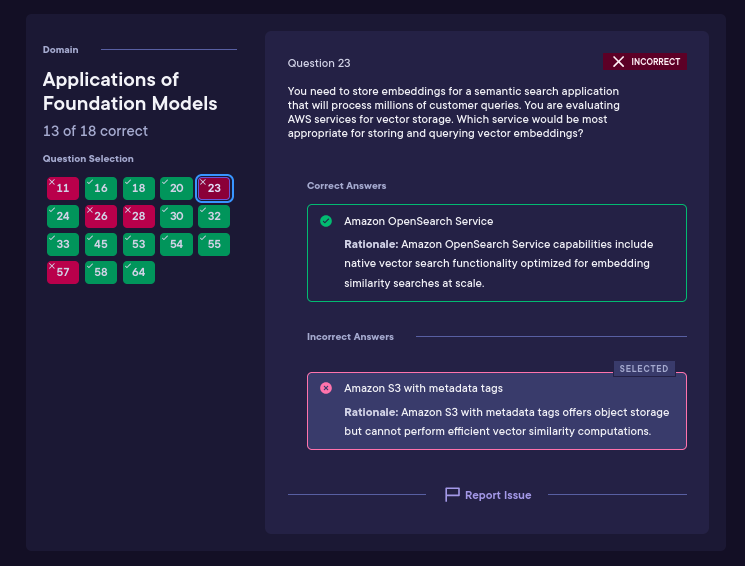 Domain
Applications of
Foundation Models
13 of 18 correct
Question Selection
11 16 18 20 23
24 26 28 30 32
33 45 53 54 55
57 58 64
Question 23
INCORRECT
You need to store embeddings for a semantic search application
that will process millions of customer queries. You are evaluating
AWS services for vector storage. Which service would be most
appropriate for storing and querying vector embeddings?
Correct Answers
Amazon OpenSearch Service
Rationale: Amazon OpenSearch Service capabilities include
native vector search functionality optimized for embedding
similarity searches at scale.
Incorrect Answers
SELECTED
Amazon S3 with metadata tags
Rationale: Amazon S3 with metadata tags offers object storage
but cannot perform efficient vector similarity computations.
Report Issue